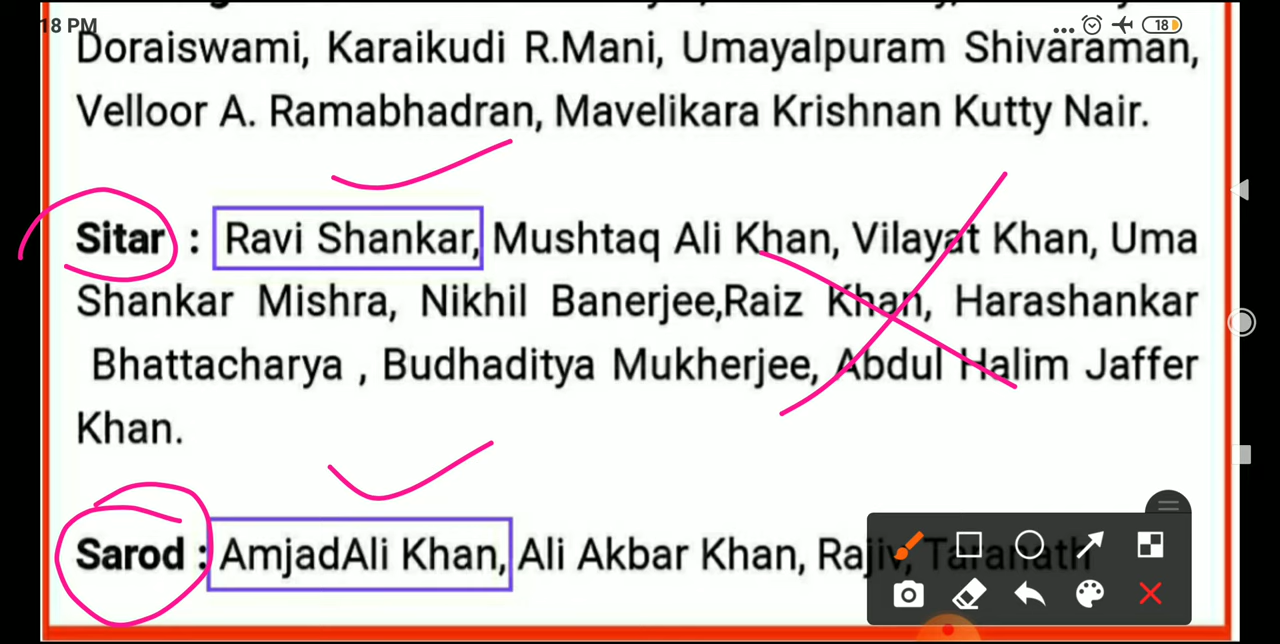 18 PM
18
Doraiswami, Karaikudi R.Mani, Umayalpuram Shivaraman,
Velloor A. Ramabhadran, Mavelikara Krishnan Kutty Nair.
Sitar : Ravi Shankar, Mushtaq Ali Khan, Vilayat Khan, Uma
Shankar Mishra, Nikhil Banerjee,Raiz Khan, Harashankar
Bhattacharya , Budhaditya Mukherjee, Abdul Halim Jaffer
Khan.
Sarod : AmjadAli Khan, Ali Akbar Khan, Rajiv, Taranath